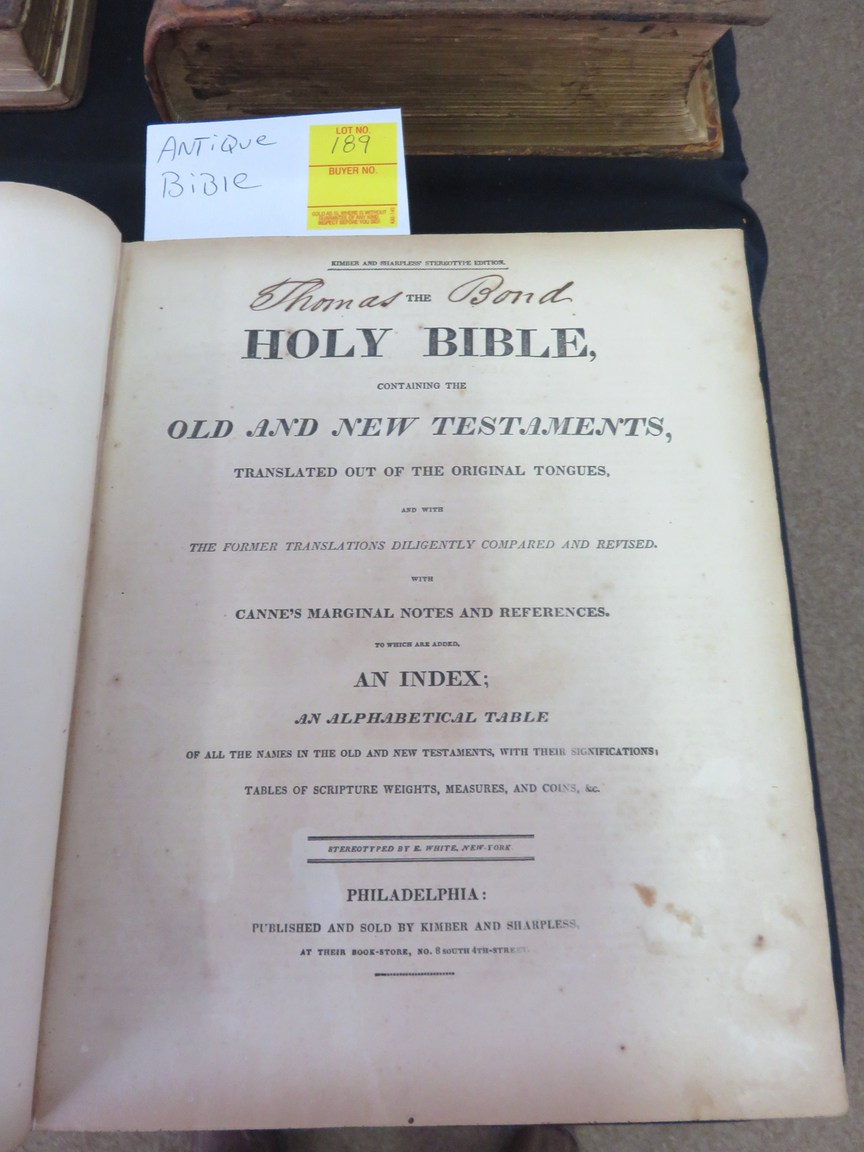 ANTIQUE
BIBLE
LOT NO.
189
BUYER NO.
KIMBER AND SHARPLESS' STEREOTYPE EDITION.
Thomas THE Bond
HOLY BIBLE,
CONTAINING THE
OLD AND NEW TESTAMENTS,
TRANSLATED OUT OF THE ORIGINAL TONGUES,
AND WITH
THE FORMER TRANSLATIONS DILIGENTLY COMPARED AND REVISED.
WITH
CANNE'S MARGINAL NOTES AND REFERENCES.
TO WHICH ARE ADDED,
AN INDEX;
AN ALPHABETICAL TABLE
OF ALL THE NAMES IN THE OLD AND NEW TESTAMENTS, WITH THEIR SIGNIFICATIONS;
TABLES OF SCRIPTURE WEIGHTS, MEASURES, AND COINS, &c.
STEREOTYPED BY E. WHITE, NEW-YORK
PHILADELPHIA:
PUBLISHED AND SOLD BY KIMBER AND SHARPLESS,
AT THEIR BOOK-STORE, NO. 8 SOUTH 4TH-STREET.